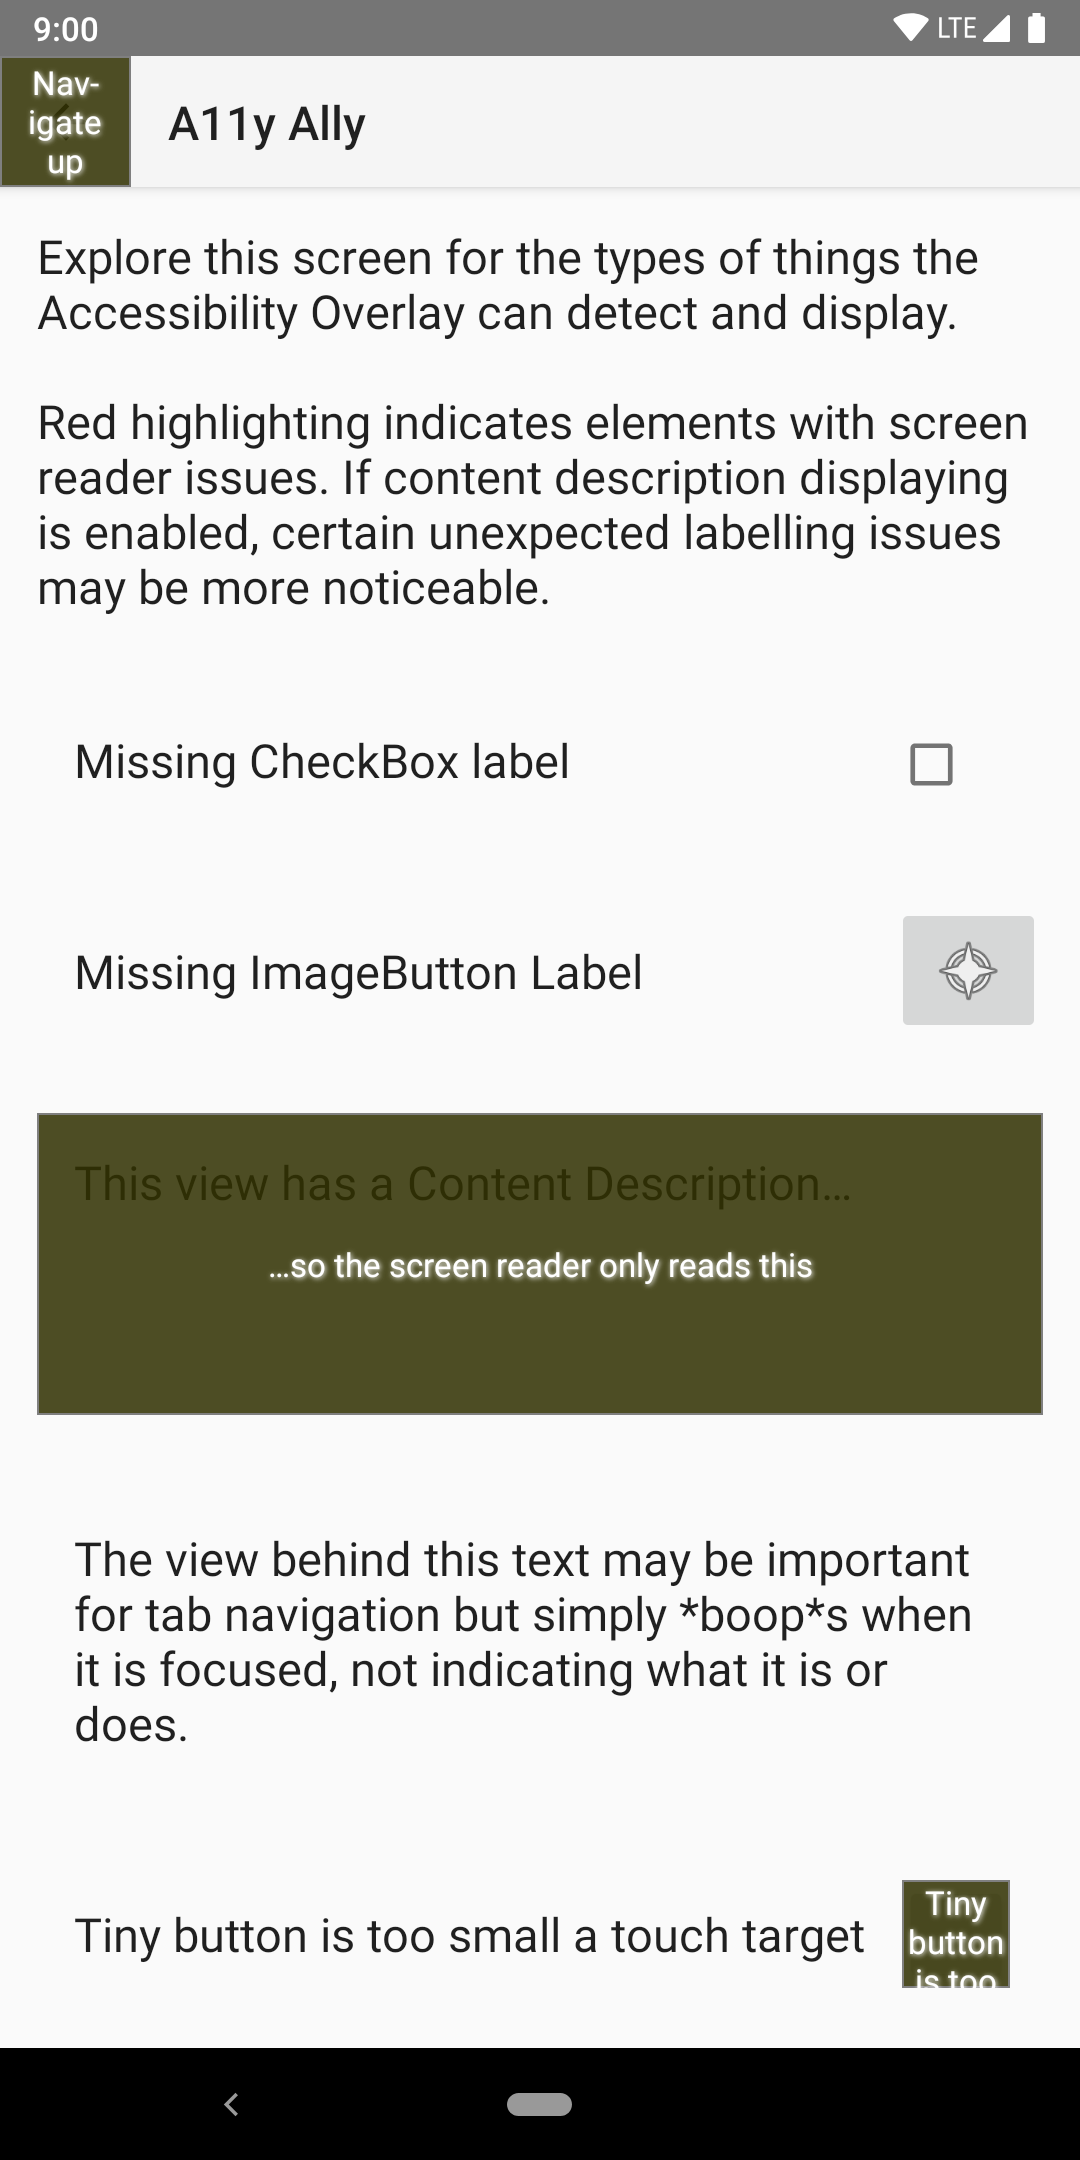 9:00
LTE
Nav-
igate
up
A11y Ally
Explore this screen for the types of things the
Accessibility Overlay can detect and display.
Red highlighting indicates elements with screen
reader issues. If content description displaying
is enabled, certain unexpected labelling issues
may be more noticeable.
Missing CheckBox label
Missing ImageButton Label
This view has a Content Description…
…so the screen reader only reads this
The view behind this text may be important
for tab navigation but simply *boop*s when
it is focused, not indicating what it is or
does.
Tiny button is too small a touch target
Tiny
button
is too